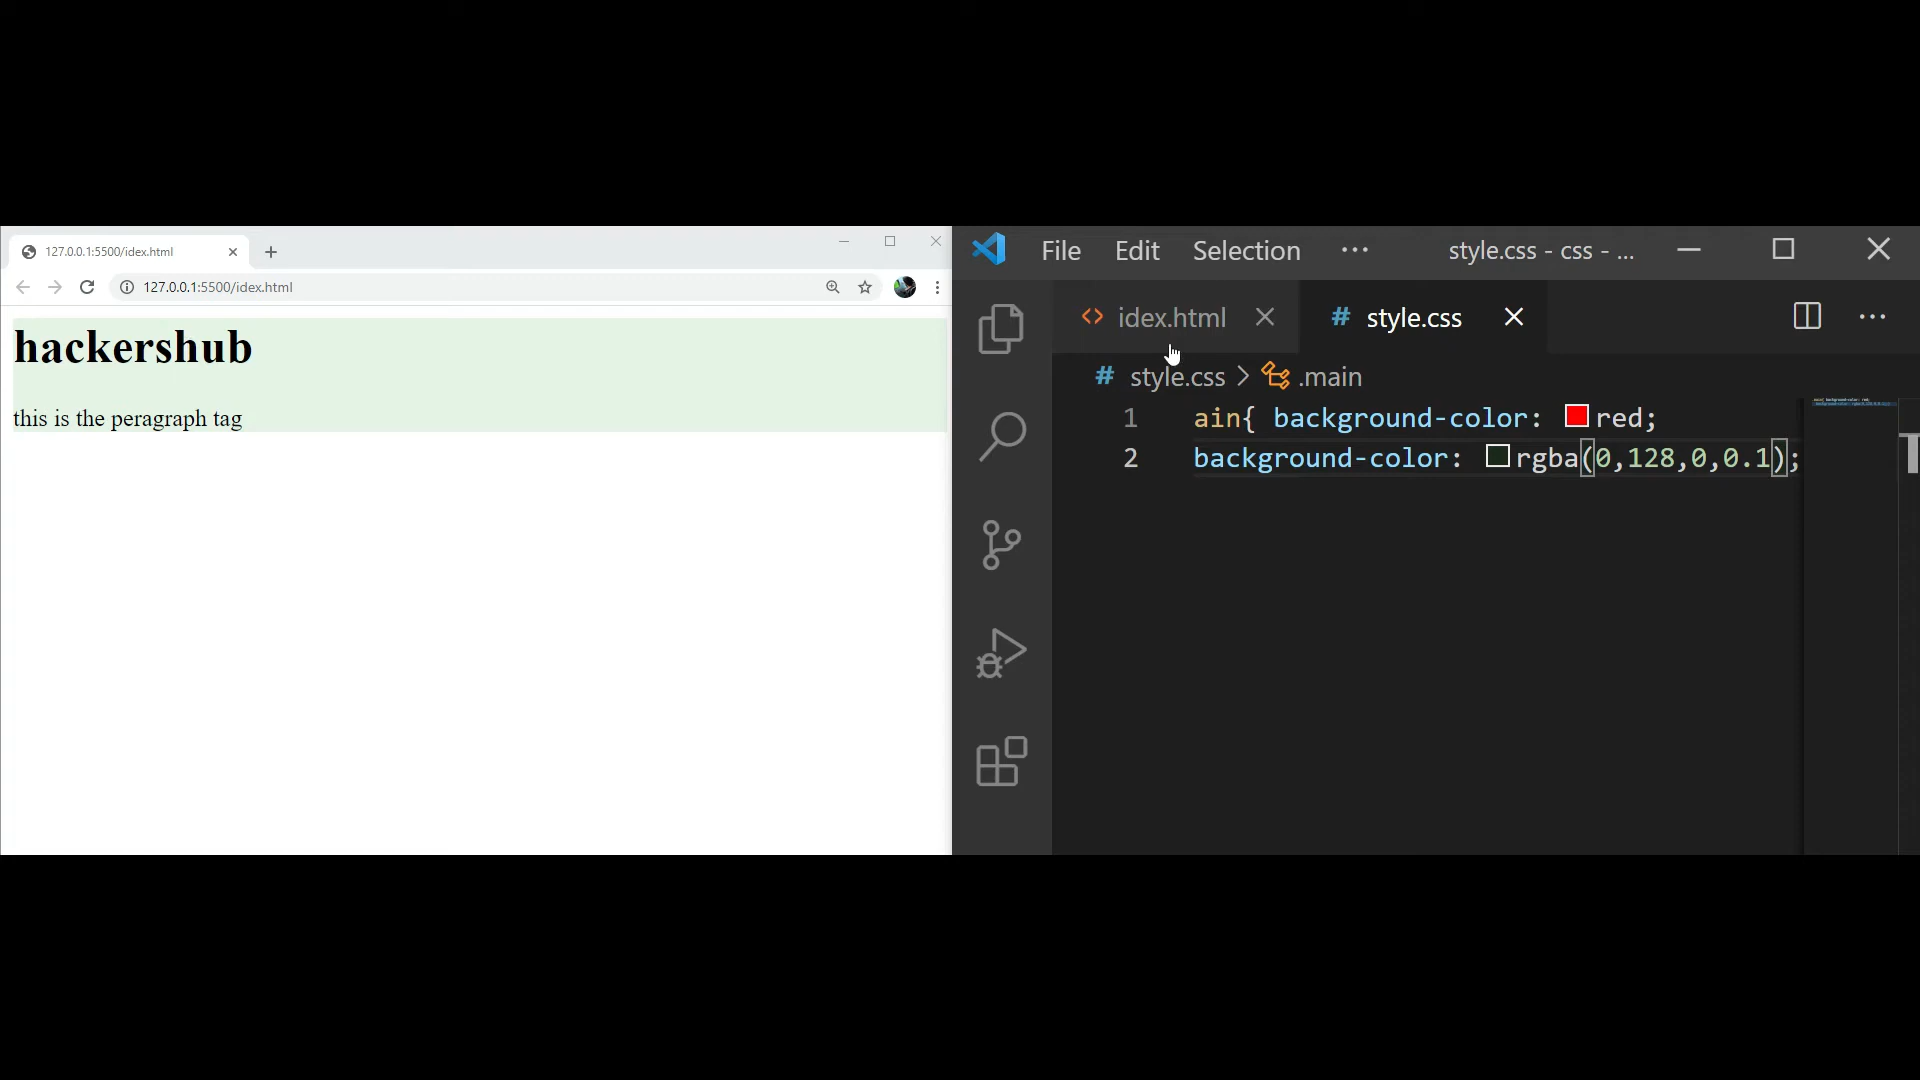 127.0.0.1:5500/idex.html
127.0.0.1:5500/idex.html
hackershub
this is the peragraph tag
File Edit Selection ··· style.css - css - ...
idex.html # style.css
# style.css > .main
1 ain{ background-color: red;
2 background-color: rgba(0,128,0,0.1);